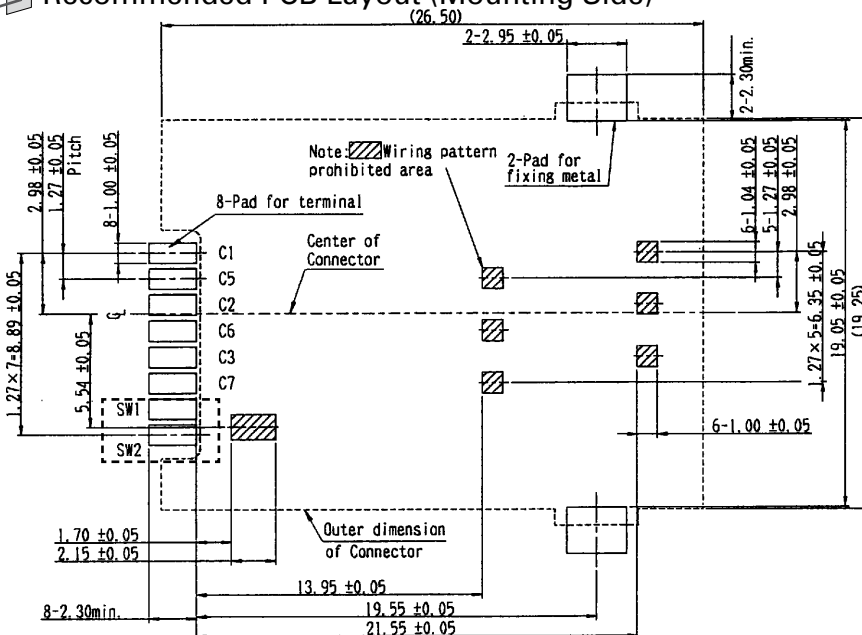 Recommended PCB Layout (Mounting Side)
(26.50)
2-2.95 ±0.05
2-2.30min.
2.98 ±0.05
1.27 ±0.05
Pitch
8-1.00 ±0.05
Note: Wiring pattern
prohibited area
2-Pad for
fixing metal
8-Pad for terminal
Center of
Connector
6-1.04 ±0.05
5-1.27 ±0.05
2.98 ±0.05
C1
C5
C2
C6
C3
C7
SW1
SW2
1.27×7=8.89 ±0.05
5.54 ±0.05
1.27×5=6.35 ±0.05
19.05 ±0.05
(19.25)
6-1.00 ±0.05
1.70 ±0.05
2.15 ±0.05
Outer dimension
of Connector
13.95 ±0.05
8-2.30min.
19.55 ±0.05
21.55 ±0.05